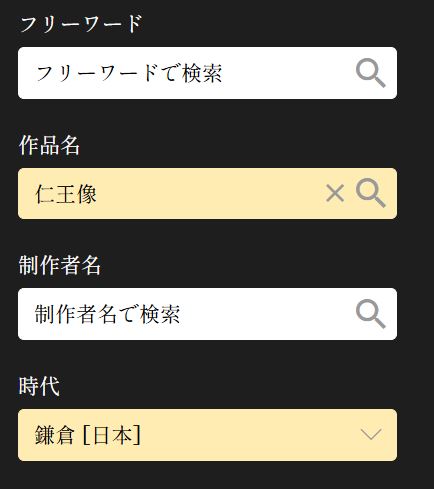 フリーワード
フリーワードで検索
作品名
仁王像
制作者名
制作者名で検索
時代
鎌倉 [日本]